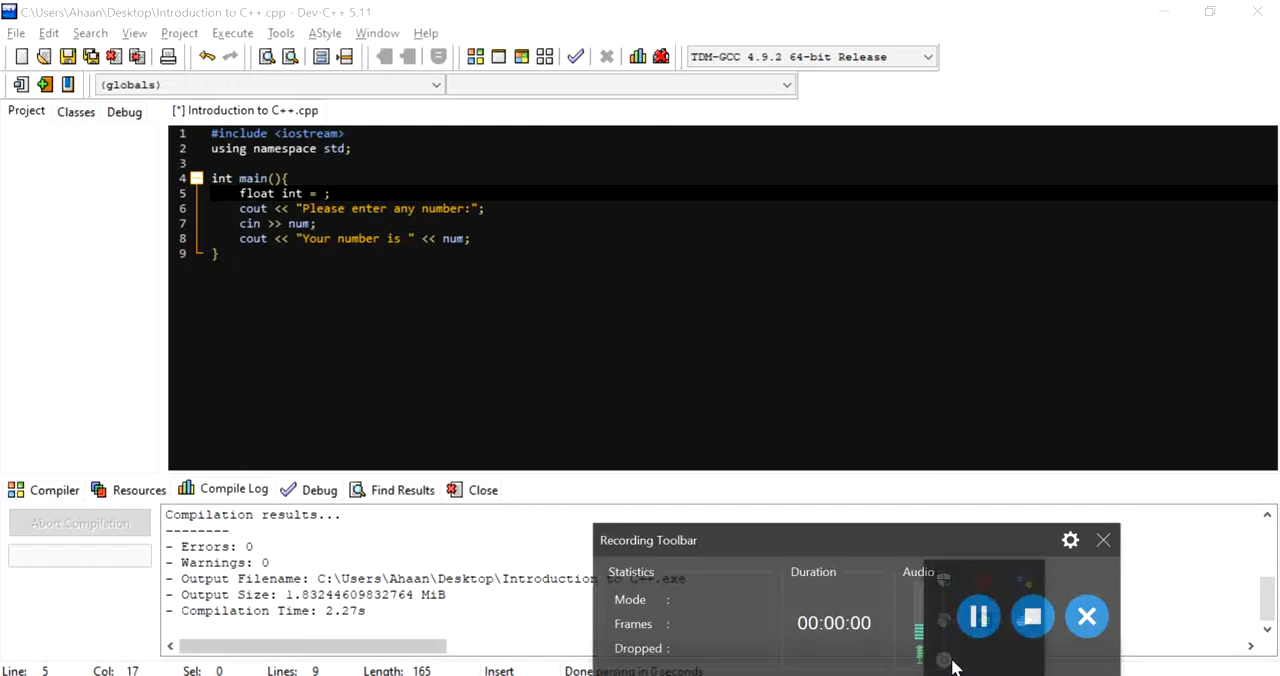 DEV C:\Users\Ahaan\Desktop\Introduction to C++.cpp - Dev-C++ 5.11
File Edit Search View Project Execute Tools AStyle Window Help
TDM-GCC 4.9.2 64-bit Release
(globals)
Project Classes Debug [*] Introduction to C++.cpp
1 #include <iostream>
2 using namespace std;
3
4 int main(){
5 float int = ;
6 cout << "Please enter any number:";
7 cin >> num;
8 cout << "Your number is " << num;
9 }
Compiler Resources Compile Log Debug Find Results Close
Abort Compilation
Compilation results...
--------
- Errors: 0
- Warnings: 0
- Output Filename: C:\Users\Ahaan\Desktop\Introduction to C++.exe
- Output Size: 1.83244609832764 MiB
- Compilation Time: 2.27s
Recording Toolbar
Statistics Duration Audio
Mode :
Frames : 00:00:00
Dropped :
Line: 5 Col: 17 Sel: 0 Lines: 9 Length: 165 Insert Done parsing in 0 seconds